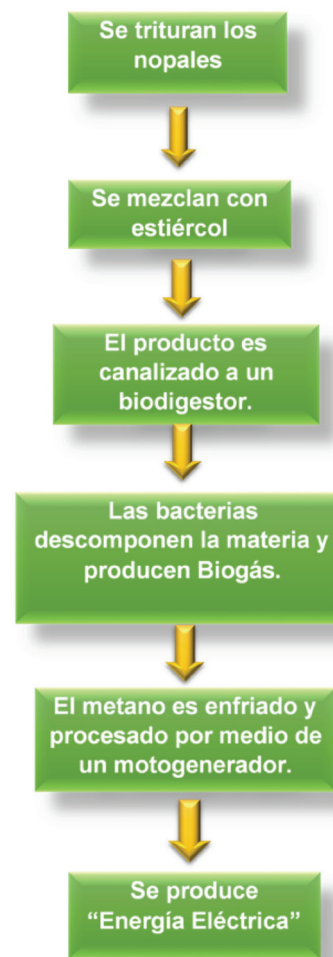 Se trituran los
nopales
Se mezclan con
estiércol
El producto es
canalizado a un
biodigestor.
Las bacterias
descomponen la materia y
producen Biogás.
El metano es enfriado y
procesado por medio de
un motogenerador.
Se produce
“Energía Eléctrica”